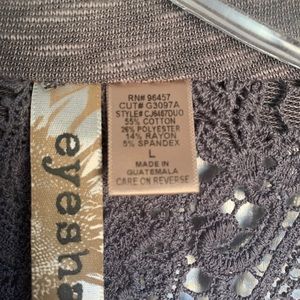 RN# 96457
CUT# G3097A
STYLE# CJ6467DUO
55% COTTON
26% POLYESTER
14% RAYON
5% SPANDEX
L
MADE IN
GUATEMALA
CARE ON REVERSE
eyesha